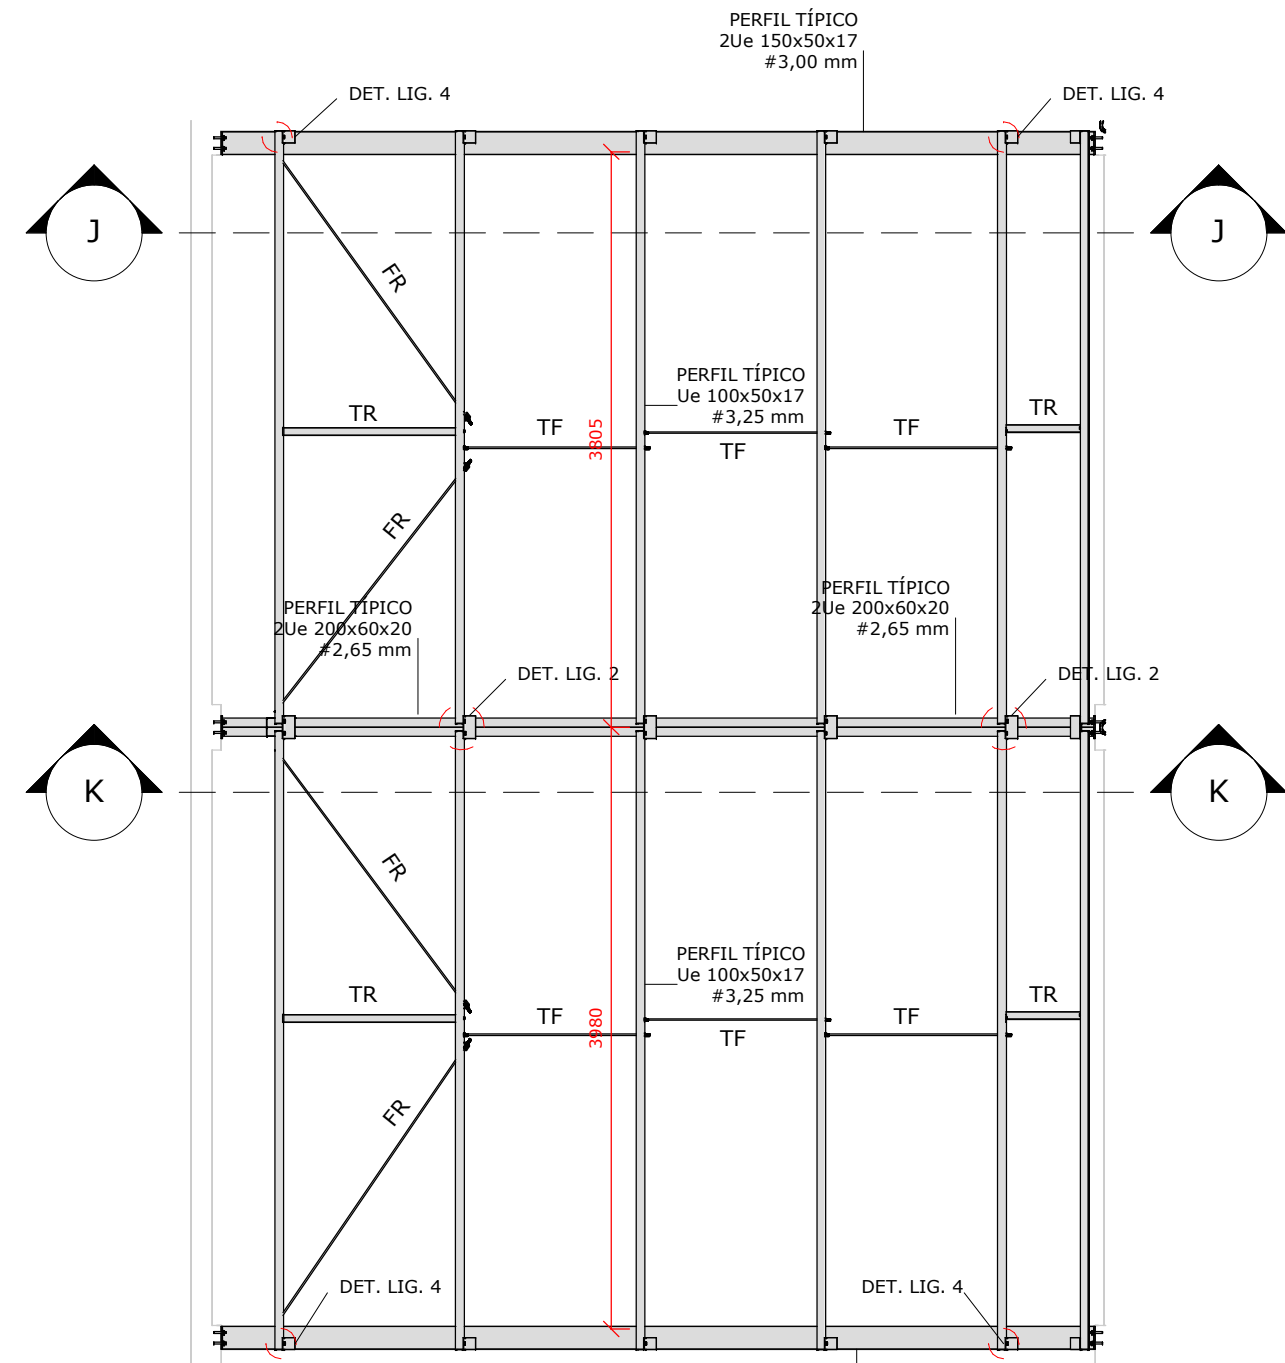 PERFIL TÍPICO
2Ue 150x50x17
#3,00 mm
DET. LIG. 4
DET. LIG. 4
J
J
FR
PERFIL TÍPICO
Ue 100x50x17
#3,25 mm
TR
TF
3805
TF
TF
TR
FR
PERFIL TÍPICO
2Ue 200x60x20
#2,65 mm
PERFIL TÍPICO
2Ue 200x60x20
#2,65 mm
DET. LIG. 2
DET. LIG. 2
K
K
FR
PERFIL TÍPICO
Ue 100x50x17
#3,25 mm
TR
TF
3980
TF
TF
TR
FR
DET. LIG. 4
DET. LIG. 4